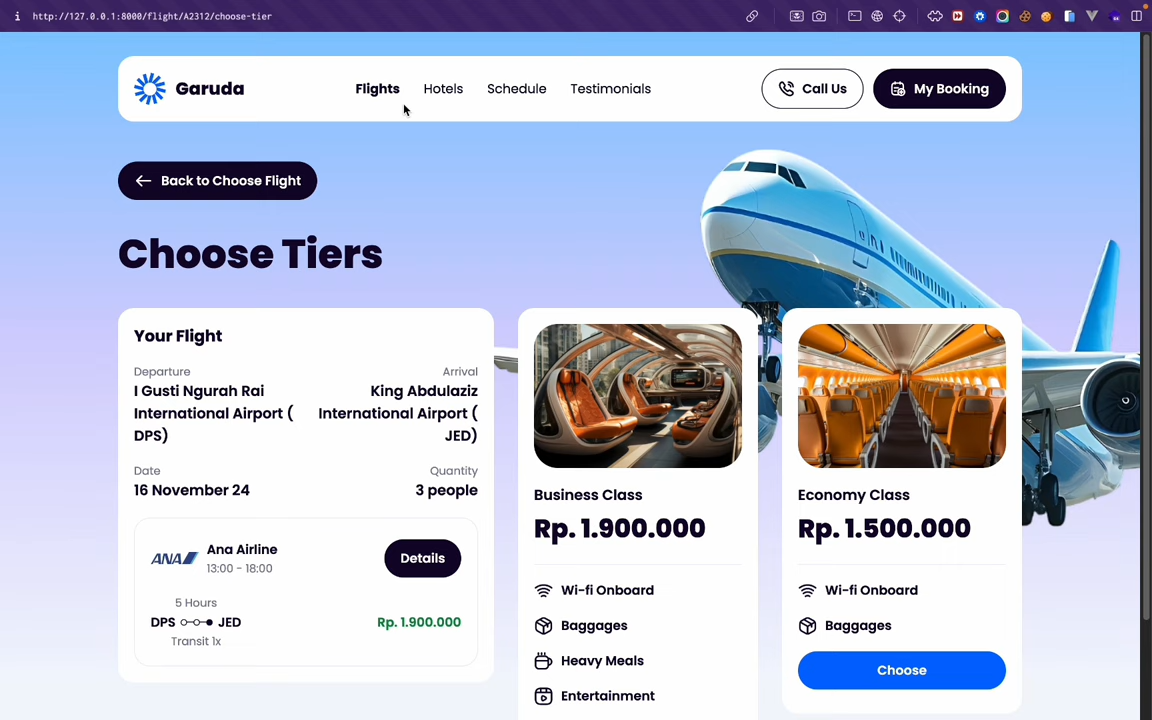 http://127.0.0.1:8000/flight/A2312/choose-tier
Garuda
Flights
Hotels
Schedule
Testimonials
Call Us
My Booking
Back to Choose Flight
Choose Tiers
Your Flight
Departure
I Gusti Ngurah Rai
International Airport (
DPS)
Arrival
King Abdulaziz
International Airport (
JED)
Date
16 November 24
Quantity
3 people
ANA
Ana Airline
13:00 - 18:00
Details
5 Hours
DPS
JED
Transit 1x
Rp. 1.900.000
Business Class
Rp. 1.900.000
Wi-fi Onboard
Baggages
Heavy Meals
Entertainment
Economy Class
Rp. 1.500.000
Wi-fi Onboard
Baggages
Choose